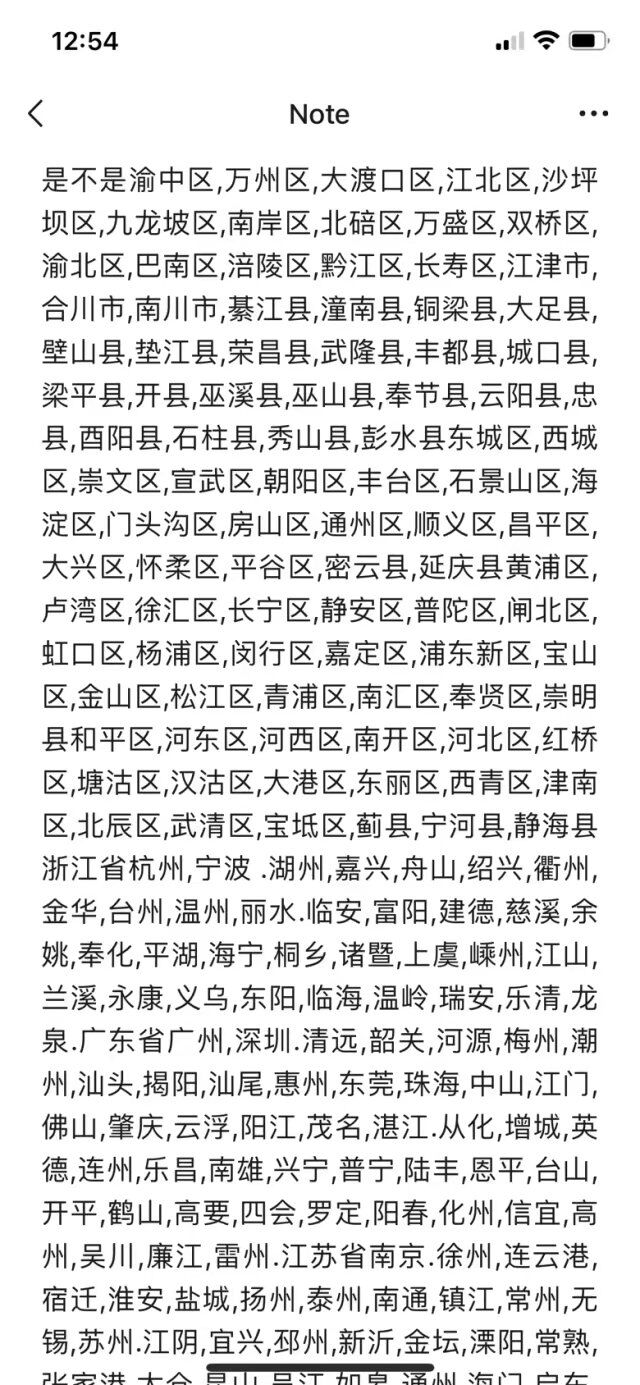 12:54
Note
是不是渝中区,万州区,大渡口区,江北区,沙坪
坝区,九龙坡区,南岸区,北碚区,万盛区,双桥区,
渝北区,巴南区,涪陵区,黔江区,长寿区,江津市,
合川市,南川市,綦江县,潼南县,铜梁县,大足县,
壁山县,垫江县,荣昌县,武隆县,丰都县,城口县,
梁平县,开县,巫溪县,巫山县,奉节县,云阳县,忠
县,酉阳县,石柱县,秀山县,彭水县东城区,西城
区,崇文区,宣武区,朝阳区,丰台区,石景山区,海
淀区,门头沟区,房山区,通州区,顺义区,昌平区,
大兴区,怀柔区,平谷区,密云县,延庆县黄浦区,
卢湾区,徐汇区,长宁区,静安区,普陀区,闸北区,
虹口区,杨浦区,闵行区,嘉定区,浦东新区,宝山
区,金山区,松江区,青浦区,南汇区,奉贤区,崇明
县和平区,河东区,河西区,南开区,河北区,红桥
区,塘沽区,汉沽区,大港区,东丽区,西青区,津南
区,北辰区,武清区,宝坻区,蓟县,宁河县,静海县
浙江省杭州,宁波 .湖州,嘉兴,舟山,绍兴,衢州,
金华,台州,温州,丽水.临安,富阳,建德,慈溪,余
姚,奉化,平湖,海宁,桐乡,诸暨,上虞,嵊州,江山,
兰溪,永康,义乌,东阳,临海,温岭,瑞安,乐清,龙
泉.广东省广州,深圳.清远,韶关,河源,梅州,潮
州,汕头,揭阳,汕尾,惠州,东莞,珠海,中山,江门,
佛山,肇庆,云浮,阳江,茂名,湛江.从化,增城,英
德,连州,乐昌,南雄,兴宁,普宁,陆丰,恩平,台山,
开平,鹤山,高要,四会,罗定,阳春,化州,信宜,高
州,吴川,廉江,雷州.江苏省南京.徐州,连云港,
宿迁,淮安,盐城,扬州,泰州,南通,镇江,常州,无
锡,苏州.江阴,宜兴,邳州,新沂,金坛,溧阳,常熟,
张家港,太仓,昆山,吴江,如皋,通州,海门,启东,